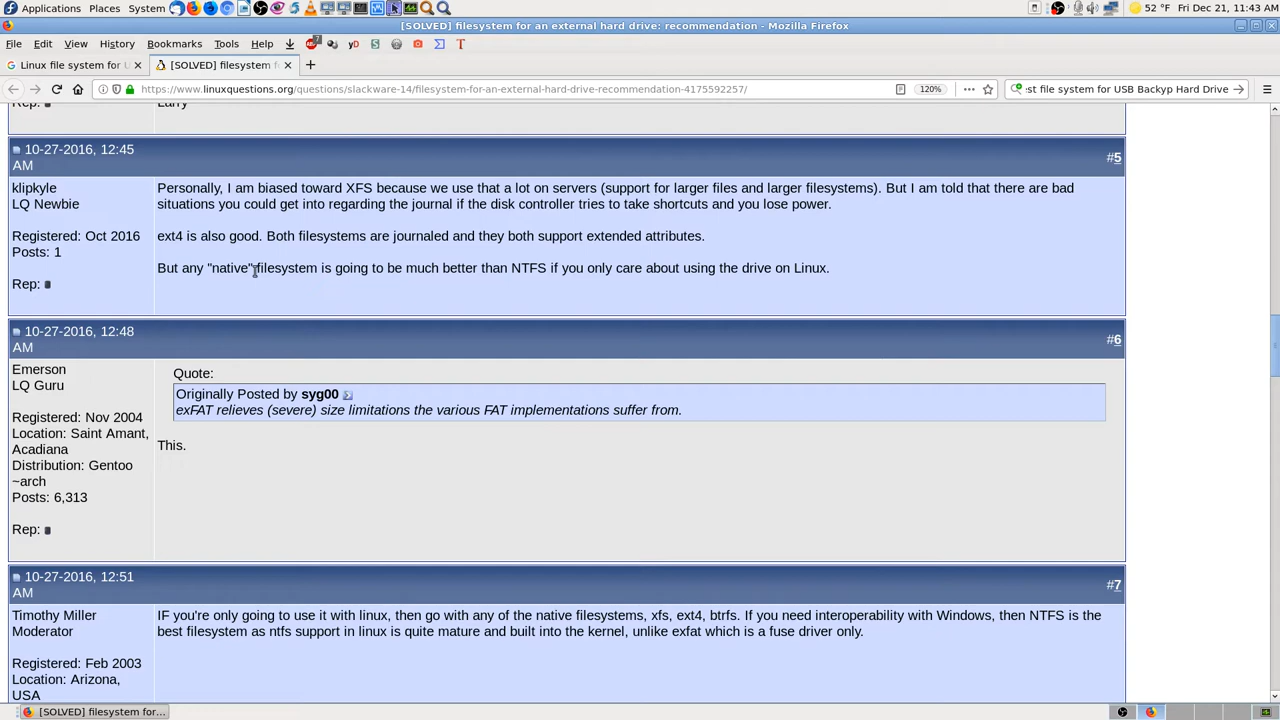 Applications Places System 52 °F Fri Dec 21, 11:43 AM
[SOLVED] filesystem for an external hard drive: recommendation - Mozilla Firefox
File Edit View History Bookmarks Tools Help
Linux file system for U
[SOLVED] filesystem f
https://www.linuxquestions.org/questions/slackware-14/filesystem-for-an-external-hard-drive-recommendation-4175592257/
120%
st file system for USB Backyp Hard Drive
Rep:
Larry
10-27-2016, 12:45
AM
#5
klipkyle
LQ Newbie
Registered: Oct 2016
Posts: 1
Rep:
Personally, I am biased toward XFS because we use that a lot on servers (support for larger files and larger filesystems). But I am told that there are bad
situations you could get into regarding the journal if the disk controller tries to take shortcuts and you lose power.
ext4 is also good. Both filesystems are journaled and they both support extended attributes.
But any "native" filesystem is going to be much better than NTFS if you only care about using the drive on Linux.
10-27-2016, 12:48
AM
#6
Emerson
LQ Guru
Registered: Nov 2004
Location: Saint Amant,
Acadiana
Distribution: Gentoo
~arch
Posts: 6,313
Rep:
Quote:
Originally Posted by syg00
exFAT relieves (severe) size limitations the various FAT implementations suffer from.
This.
10-27-2016, 12:51
AM
#7
Timothy Miller
Moderator
Registered: Feb 2003
Location: Arizona,
USA
IF you're only going to use it with linux, then go with any of the native filesystems, xfs, ext4, btrfs. If you need interoperability with Windows, then NTFS is the
best filesystem as ntfs support in linux is quite mature and built into the kernel, unlike exfat which is a fuse driver only.
[SOLVED] filesystem for...